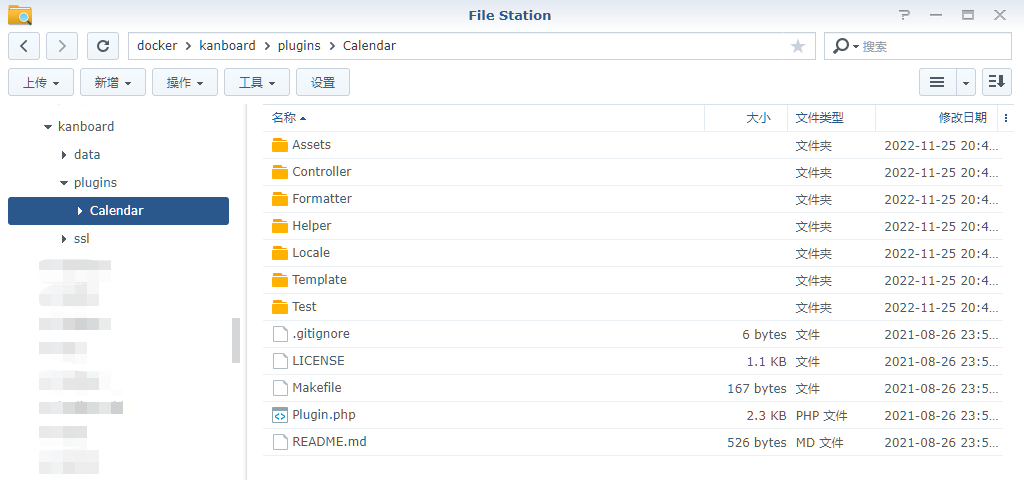 File Station
docker kanboard plugins Calendar
搜索
上传 新增 操作 工具 设置
kanboard
data
plugins
Calendar
ssl
名称 大小 文件类型 修改日期
Assets 文件夹 2022-11-25 20:4...
Controller 文件夹 2022-11-25 20:4...
Formatter 文件夹 2022-11-25 20:4...
Helper 文件夹 2022-11-25 20:4...
Locale 文件夹 2022-11-25 20:4...
Template 文件夹 2022-11-25 20:4...
Test 文件夹 2022-11-25 20:4...
.gitignore 6 bytes 文件 2021-08-26 23:5...
LICENSE 1.1 KB 文件 2021-08-26 23:5...
Makefile 167 bytes 文件 2021-08-26 23:5...
Plugin.php 2.3 KB PHP 文件 2021-08-26 23:5...
README.md 526 bytes MD 文件 2021-08-26 23:5...